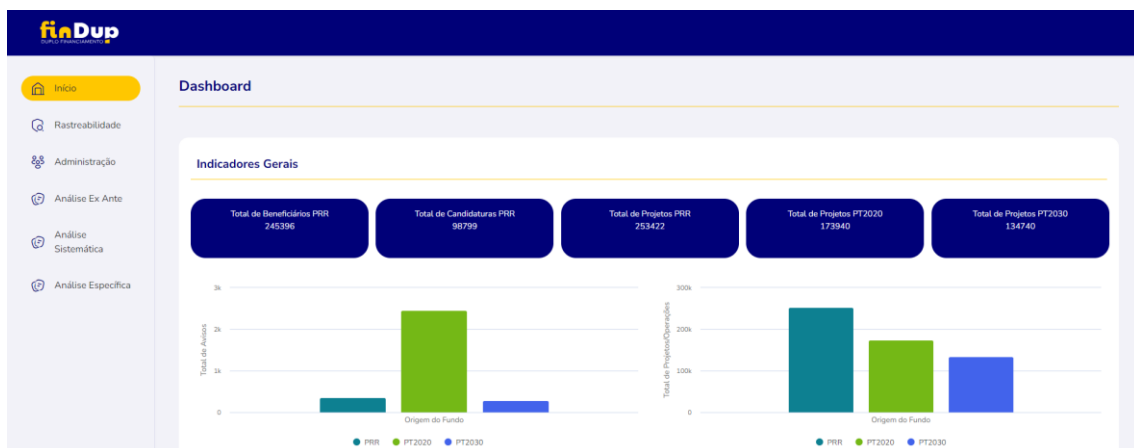 finDup
DUPLO FINANCIAMENTO
Início
Rastreabilidade
Administração
Análise Ex Ante
Análise
Sistemática
Análise Específica
Dashboard
Indicadores Gerais
Total de Beneficiários PRR
245396
Total de Candidaturas PRR
98799
Total de Projetos PRR
253422
Total de Projetos PT2020
173940
Total de Projetos PT2030
134740
Total de Avisos
3k
2k
1k
0
Origem do Fundo
PRR PT2020 PT2030
Total de Projetos/Operações
300k
200k
100k
0
Origem do Fundo
PRR PT2020 PT2030